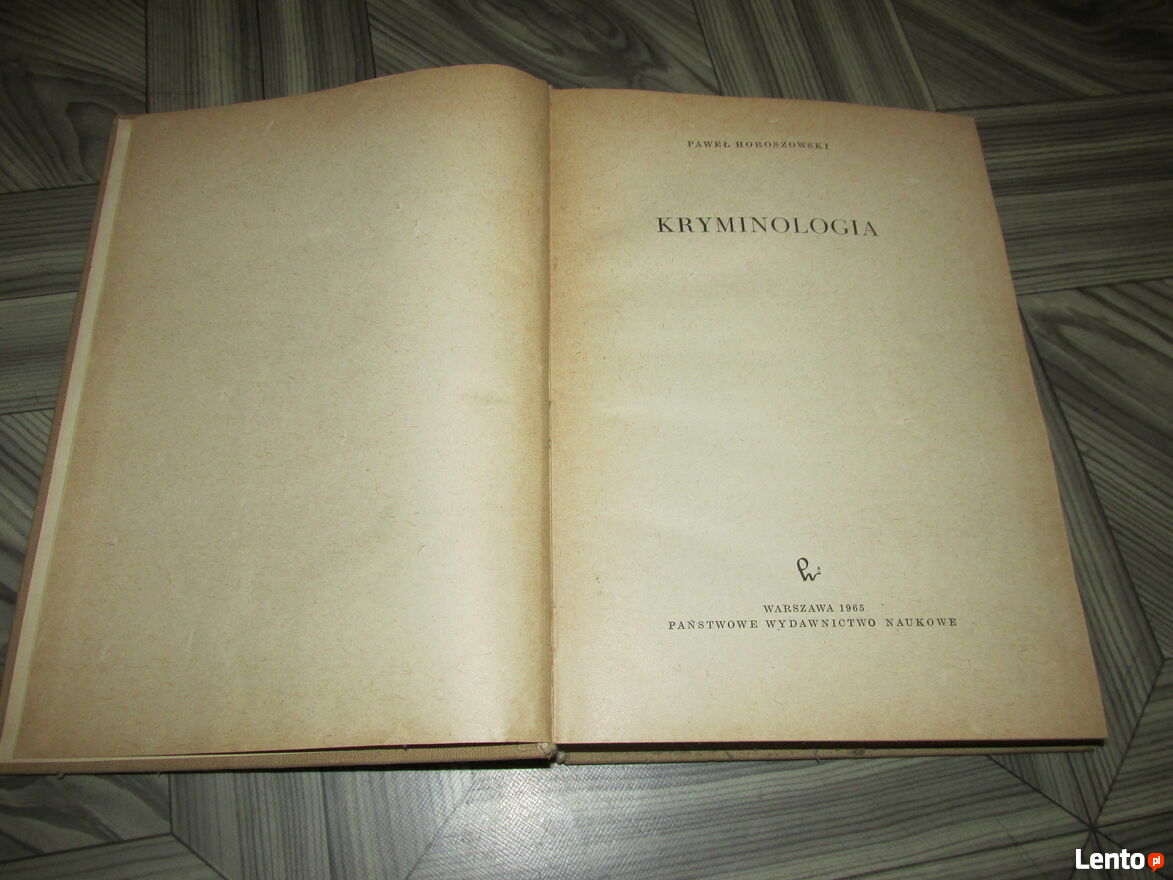 PAWEŁ HOROSZOWSKI
KRYMINOLOGIA
WARSZAWA 1965
PAŃSTWOWE WYDAWNICTWO NAUKOWE
Lento.pl